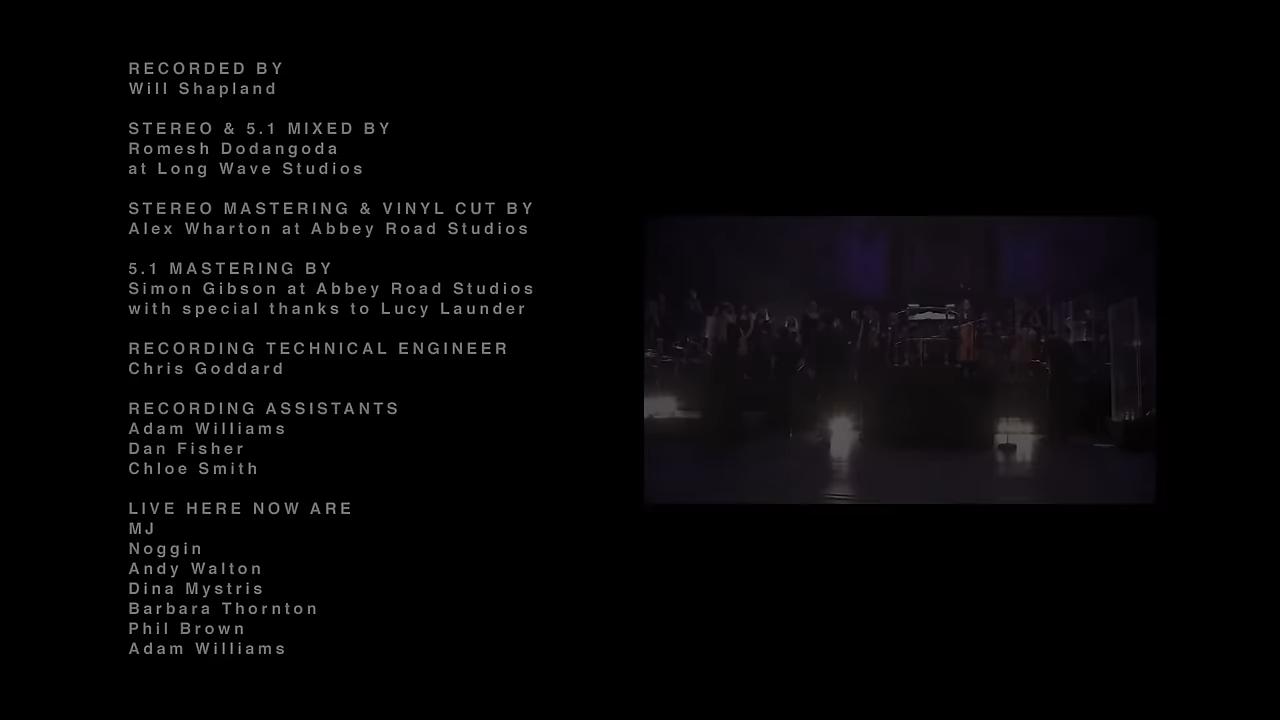 RECORDED BY
Will Shapland
STEREO & 5.1 MIXED BY
Romesh Dodangoda
at Long Wave Studios
STEREO MASTERING & VINYL CUT BY
Alex Wharton at Abbey Road Studios
5.1 MASTERING BY
Simon Gibson at Abbey Road Studios
with special thanks to Lucy Launder
RECORDING TECHNICAL ENGINEER
Chris Goddard
RECORDING ASSISTANTS
Adam Williams
Dan Fisher
Chloe Smith
LIVE HERE NOW ARE
MJ
Noggin
Andy Walton
Dina Mystris
Barbara Thornton
Phil Brown
Adam Williams